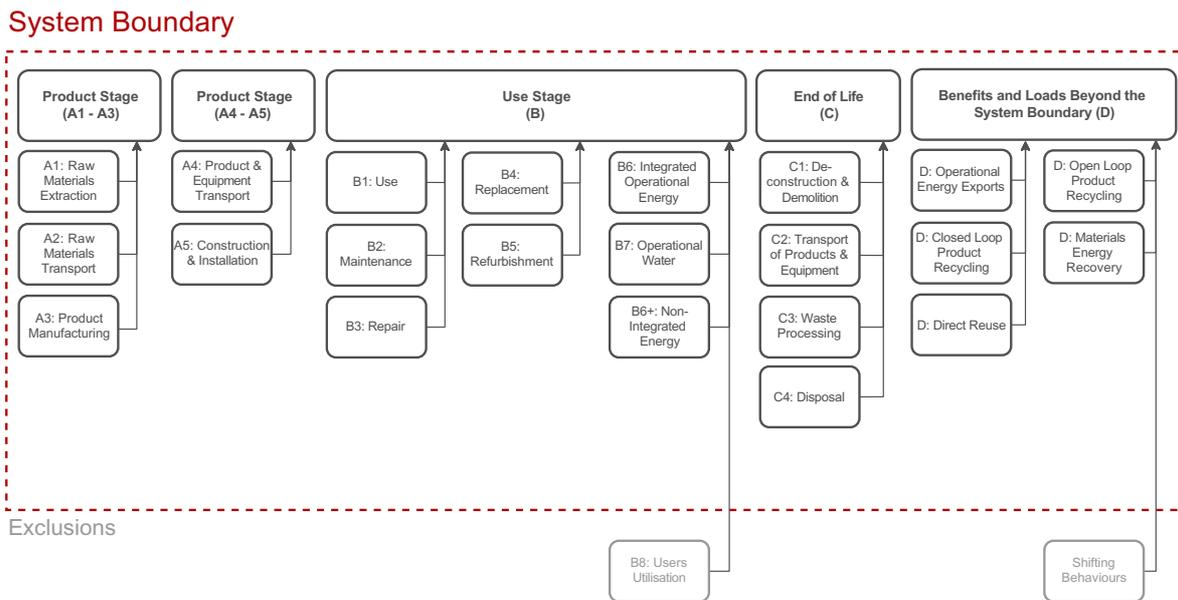 System Boundary
Product Stage
(A1 - A3)
Product Stage
(A4 - A5)
Use Stage
(B)
End of Life
(C)
Benefits and Loads Beyond the
System Boundary (D)
A1: Raw
Materials
Extraction
A2: Raw
Materials
Transport
A3: Product
Manufacturing
A4: Product &
Equipment
Transport
A5: Construction
& Installation
B1: Use
B2:
Maintenance
B3: Repair
B4:
Replacement
B5:
Refurbishment
B6: Integrated
Operational
Energy
B7: Operational
Water
B6+: Non-
Integrated
Energy
C1: De-
construction &
Demolition
C2: Transport
of Products &
Equipment
C3: Waste
Processing
C4: Disposal
D: Operational
Energy Exports
D: Closed Loop
Product
Recycling
D: Direct Reuse
D: Open Loop
Product
Recycling
D: Materials
Energy
Recovery
Exclusions
B8: Users
Utilisation
Shifting
Behaviours